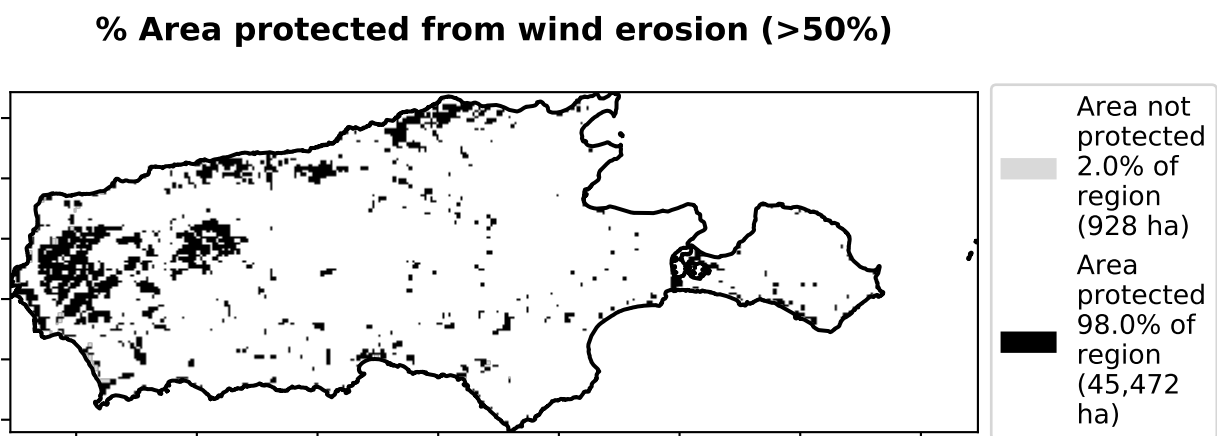 % Area protected from wind erosion (>50%)
Area not
protected
2.0% of
region
(928 ha)
Area
protected
98.0% of
region
(45,472
ha)